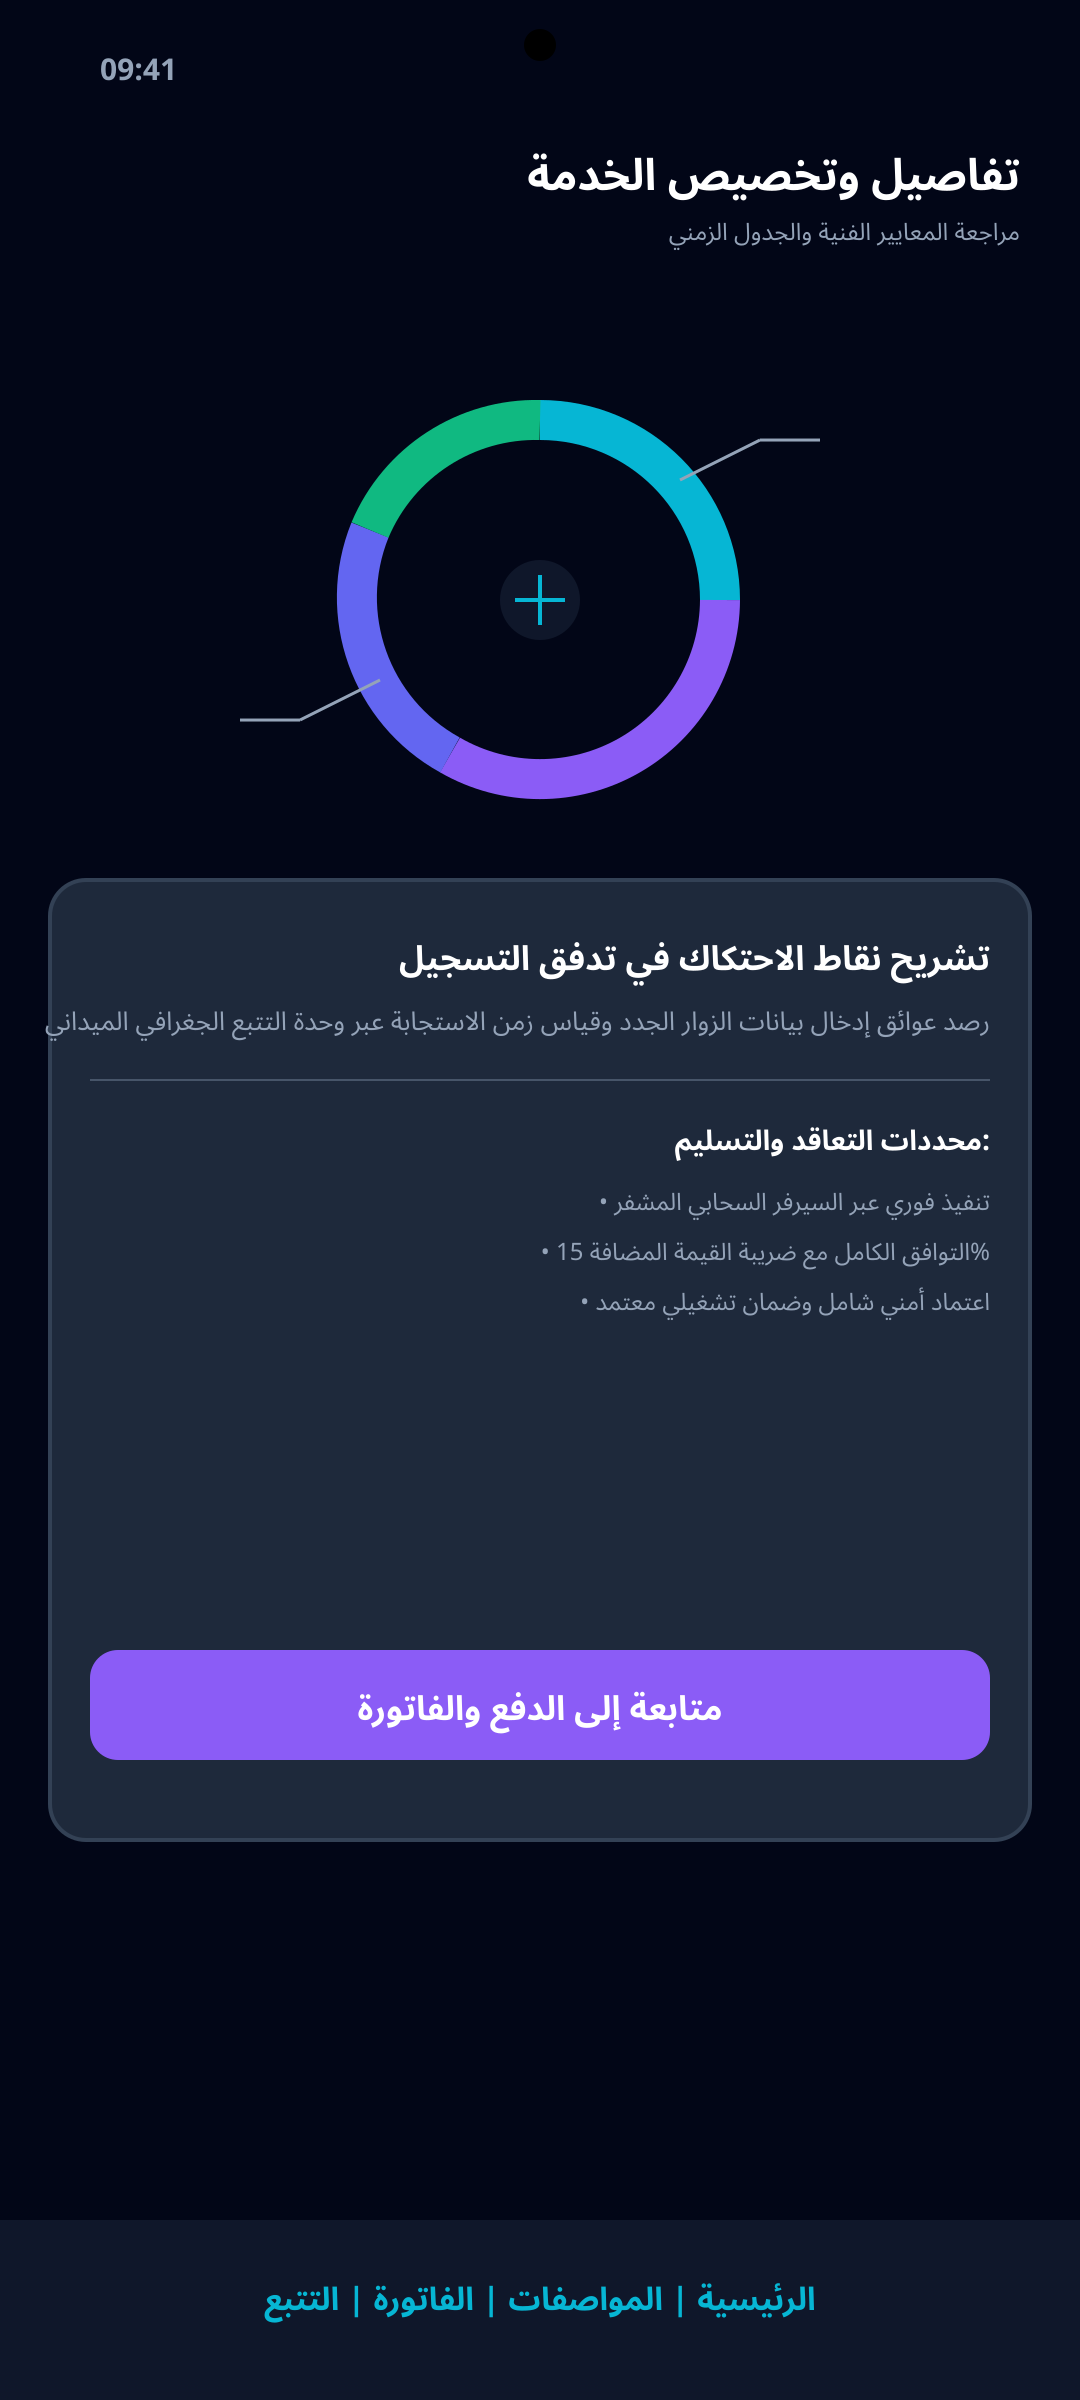 09:41
تفاصيل وتخصيص الخدمة
مراجعة المعايير الفنية والجدول الزمني
تشريح نقاط الاحتكاك في تدفق التسجيل
رصد عوائق إدخال بيانات الزوار الجدد وقياس زمن الاستجابة عبر وحدة التتبع الجغرافي الميداني
محددات التعاقد والتسليم:
• تنفيذ فوري عبر السيرفر السحابي المشفر
• التوافق الكامل مع ضريبة القيمة المضافة 15%
• اعتماد أمني شامل وضمان تشغيلي معتمد
متابعة إلى الدفع والفاتورة
الرئيسية | المواصفات | الفاتورة | التتبع